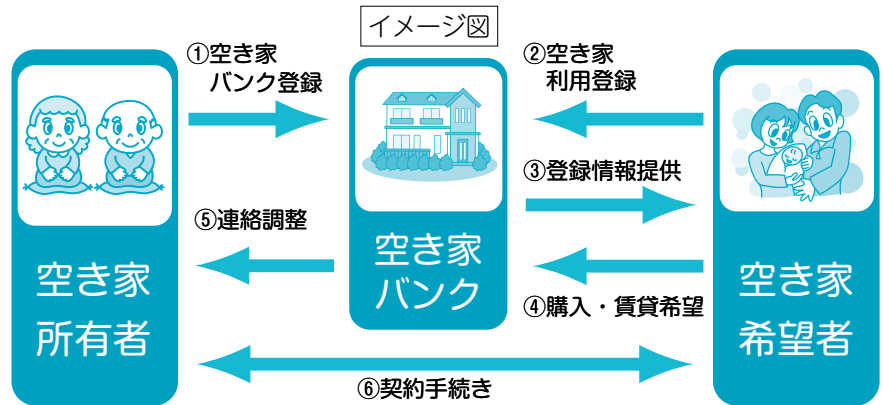 イメージ図
①空き家
バンク登録
②空き家
利用登録
③登録情報提供
⑤連絡調整
④購入・賃貸希望
⑥契約手続き
空き家
所有者
空き家
バンク
空き家
希望者